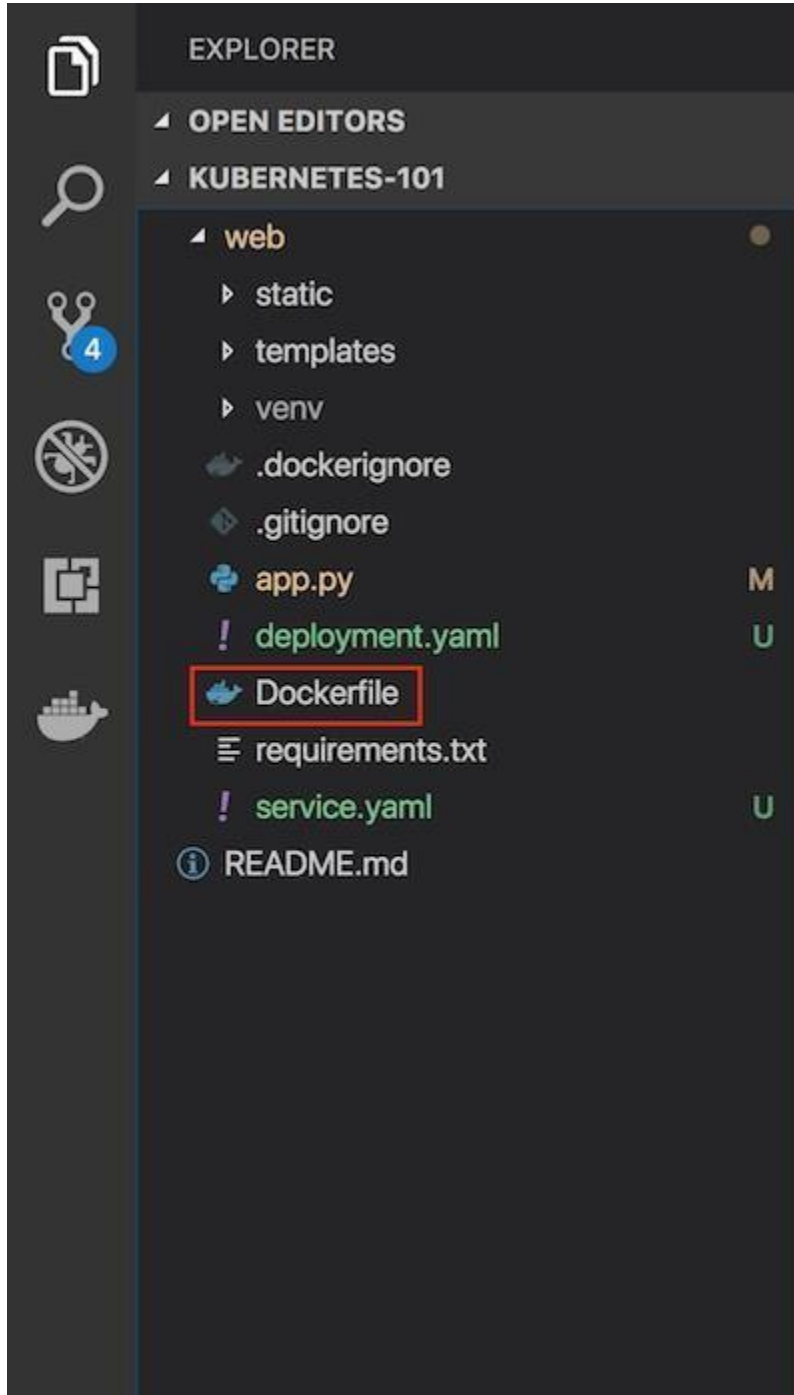 EXPLORER
OPEN EDITORS
KUBERNETES-101
web
static
templates
4
venv
.dockerignore
.gitignore
app.py M
deployment.yaml U
Dockerfile
requirements.txt
service.yaml U
README.md